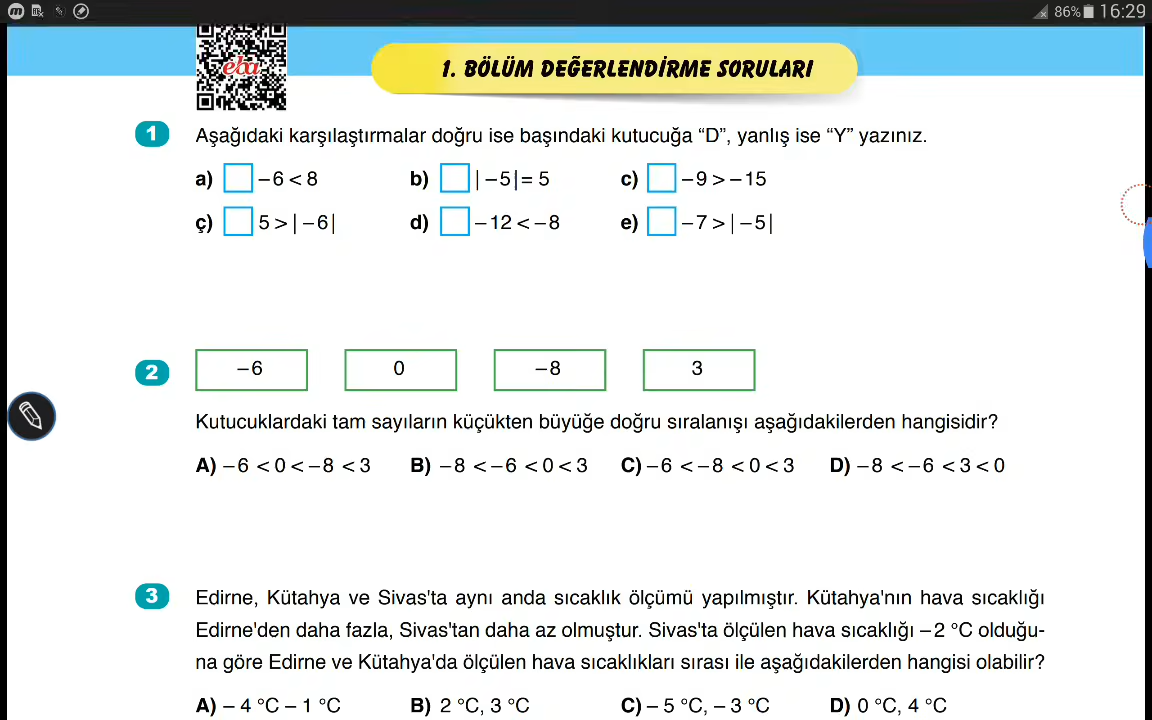 86% 16:29
eba
1. BÖLÜM DEĞERLENDİRME SORULARI
1 Aşağıdaki karşılaştırmalar doğru ise başındaki kutucuğa “D”, yanlış ise “Y” yazınız.
a) −6 < 8 b) | −5| = 5 c) −9 > −15
ç) 5 > | −6| d) −12 < −8 e) −7 > | −5|
2 −6 0 −8 3
Kutucuklardaki tam sayıların küçükten büyüğe doğru sıralanışı aşağıdakilerden hangisidir?
A) −6 < 0 < −8 < 3 B) −8 < −6 < 0 < 3 C) −6 < −8 < 0 < 3 D) −8 < −6 < 3 < 0
3 Edirne, Kütahya ve Sivas'ta aynı anda sıcaklık ölçümü yapılmıştır. Kütahya'nın hava sıcaklığı
Edirne'den daha fazla, Sivas'tan daha az olmuştur. Sivas'ta ölçülen hava sıcaklığı −2 °C olduğu-
na göre Edirne ve Kütahya'da ölçülen hava sıcaklıkları sırası ile aşağıdakilerden hangisi olabilir?
A) − 4 °C − 1 °C B) 2 °C, 3 °C C) − 5 °C, − 3 °C D) 0 °C, 4 °C